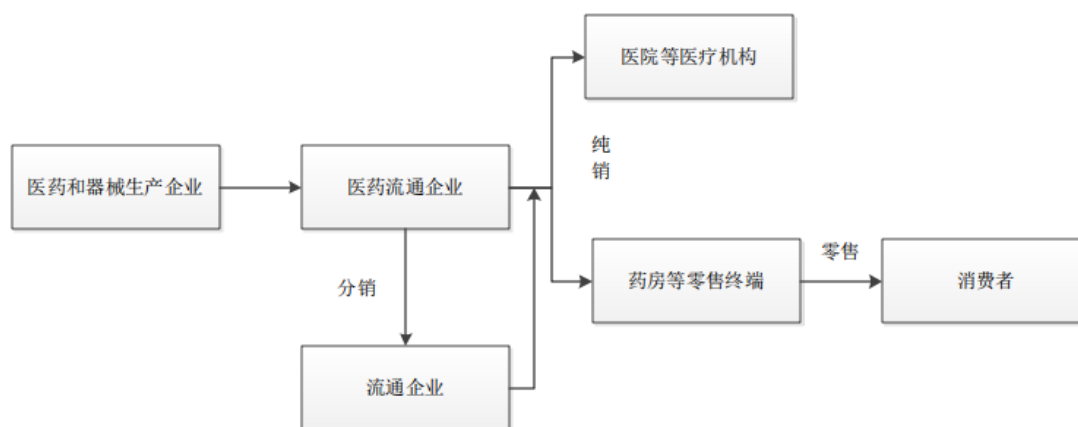 医院等医疗机构
纯
销
医药和器械生产企业
医药流通企业
分销
药房等零售终端
零售
消费者
流通企业